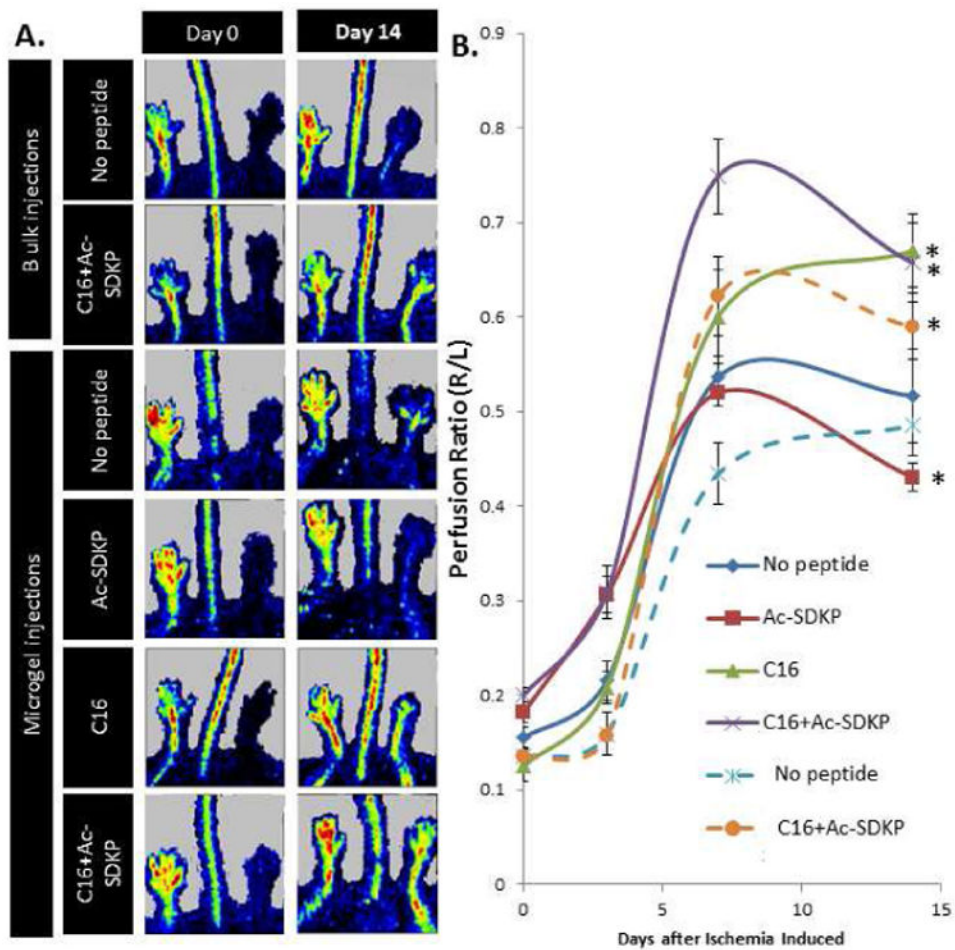 A.
Day 0
Day 14
Bulk injections
No peptide
C16+Ac-
SDKP
Microgel injections
No peptide
Ac-SDKP
C16
C16+Ac-
SDKP
B.
Perfusion Ratio (R/L)
0.9
0.8
0.7
0.6
0.5
0.4
0.3
0.2
0.1
0
*
*
*
*
No peptide
Ac-SDKP
C16
C16+Ac-SDKP
No peptide
C16+Ac-SDKP
0
5
10
15
Days after Ischemia Induced